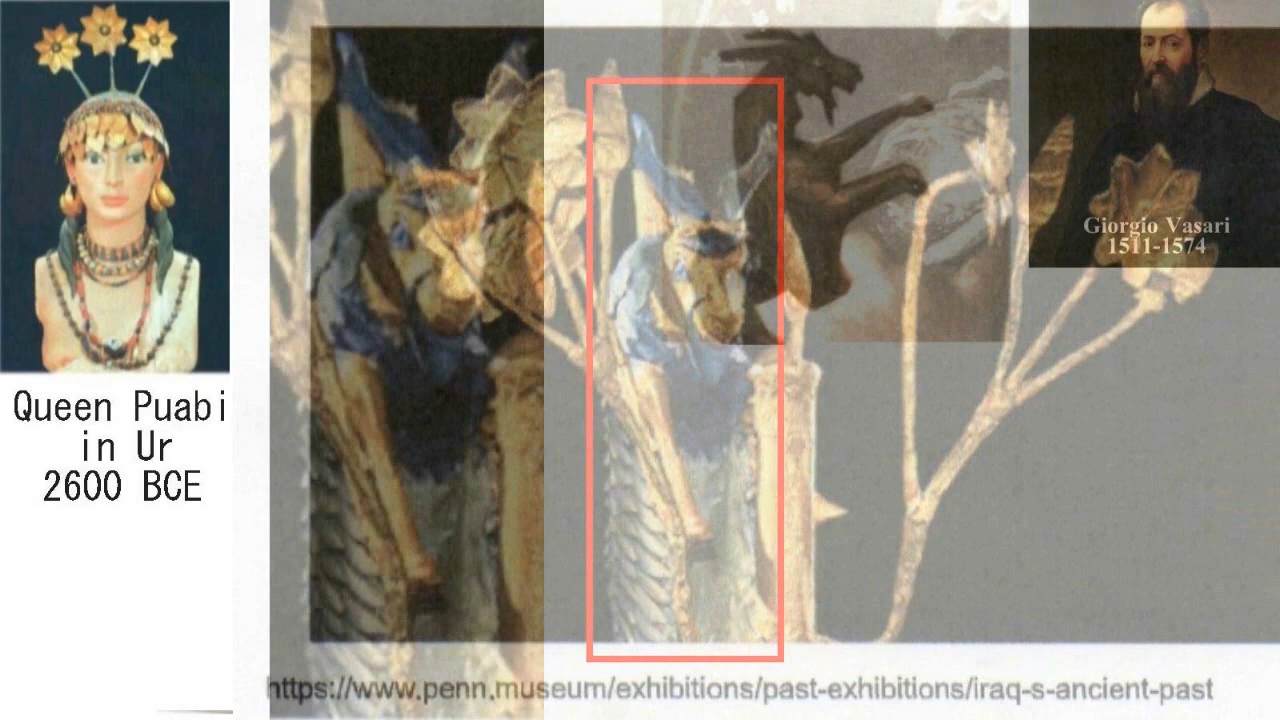 Queen Puabi
in Ur
2600 BCE
Giorgio Vasari
1511-1574
https://www.penn.museum/exhibitions/past-exhibitions/iraq-s-ancient-past